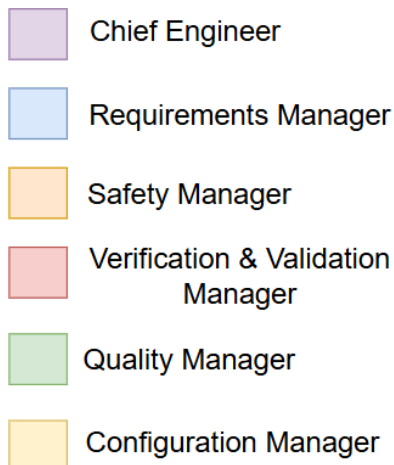 Chief Engineer
Requirements Manager
Safety Manager
Verification & Validation
Manager
Quality Manager
Configuration Manager